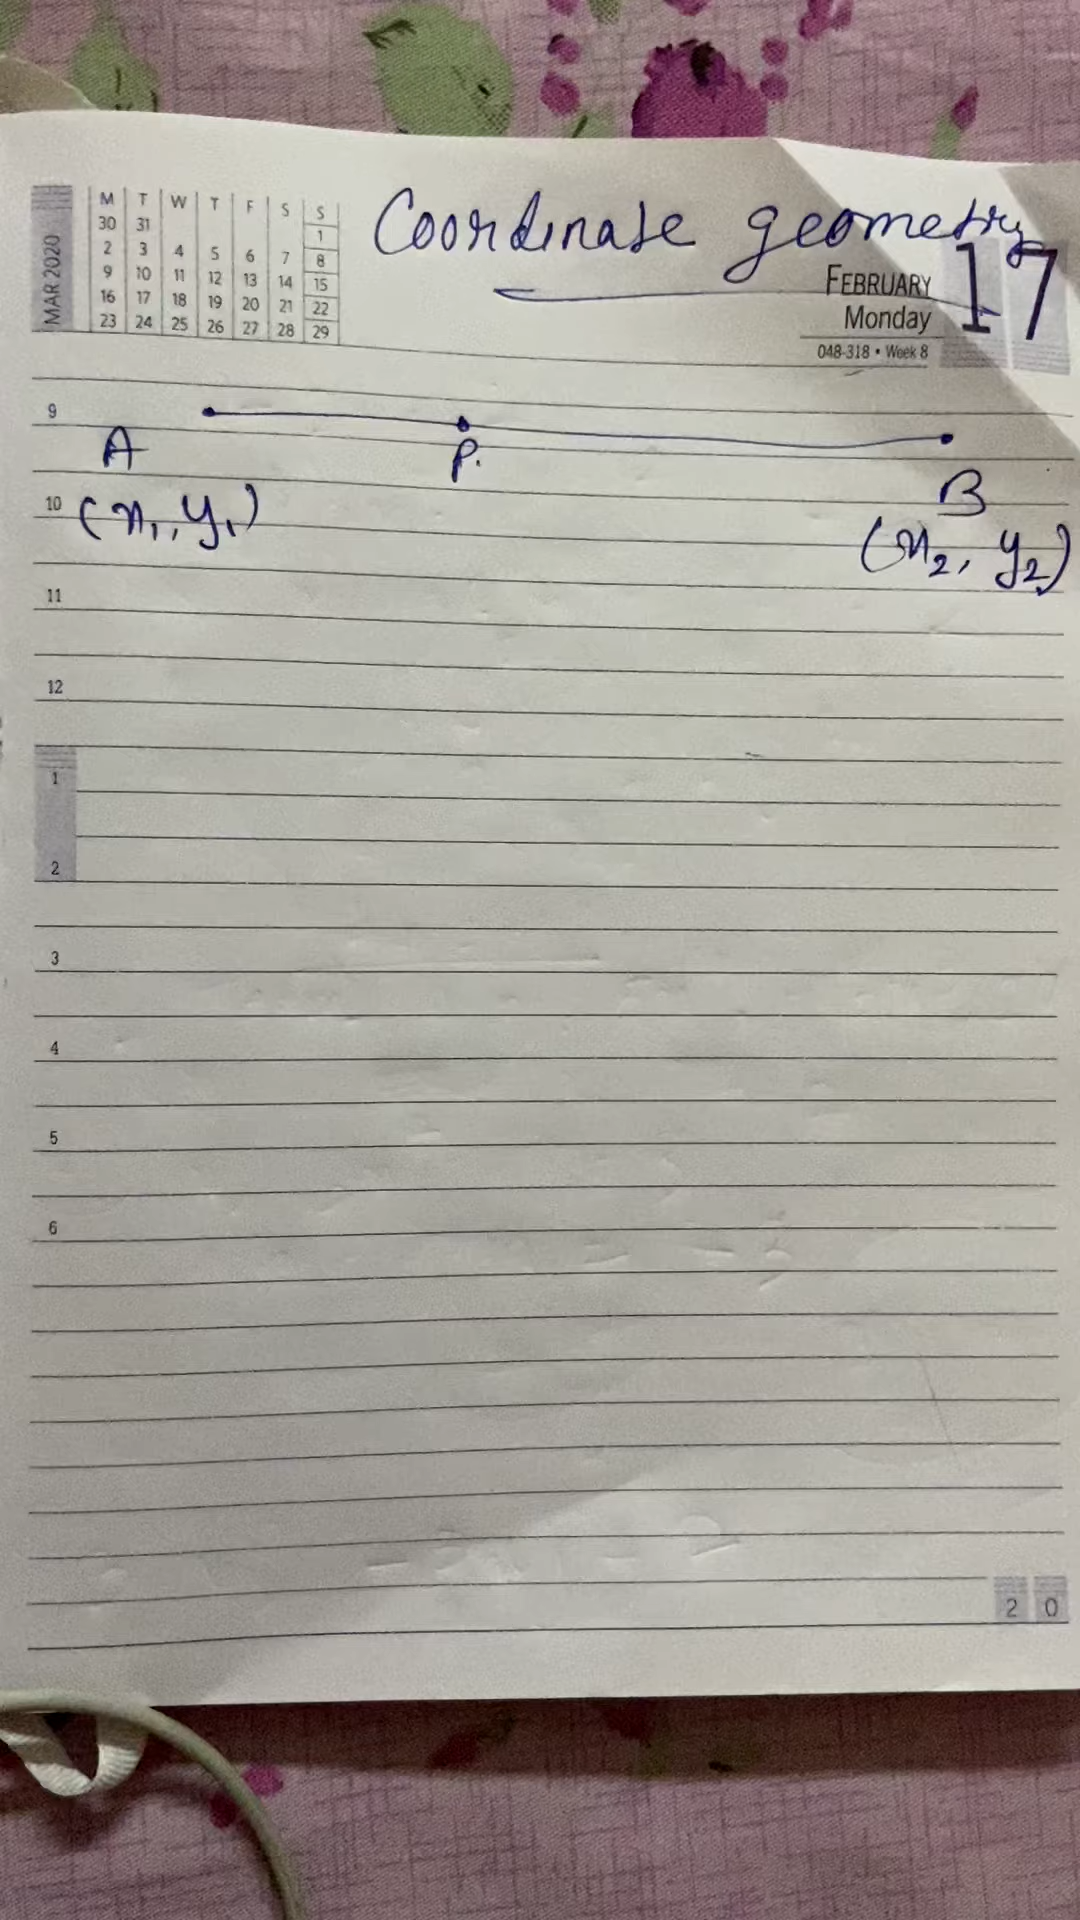 Coordinate geometry
MAR 2020
M T W T F S S
30 31 1
2 3 4 5 6 7 8
9 10 11 12 13 14 15
16 17 18 19 20 21 22
23 24 25 26 27 28 29
FEBRUARY 17
Monday
048-318 • Week 8
9
A P. B
10 (x₁, y₁) (x₂, y₂)
11
12
1
2
3
4
5
6
2 0